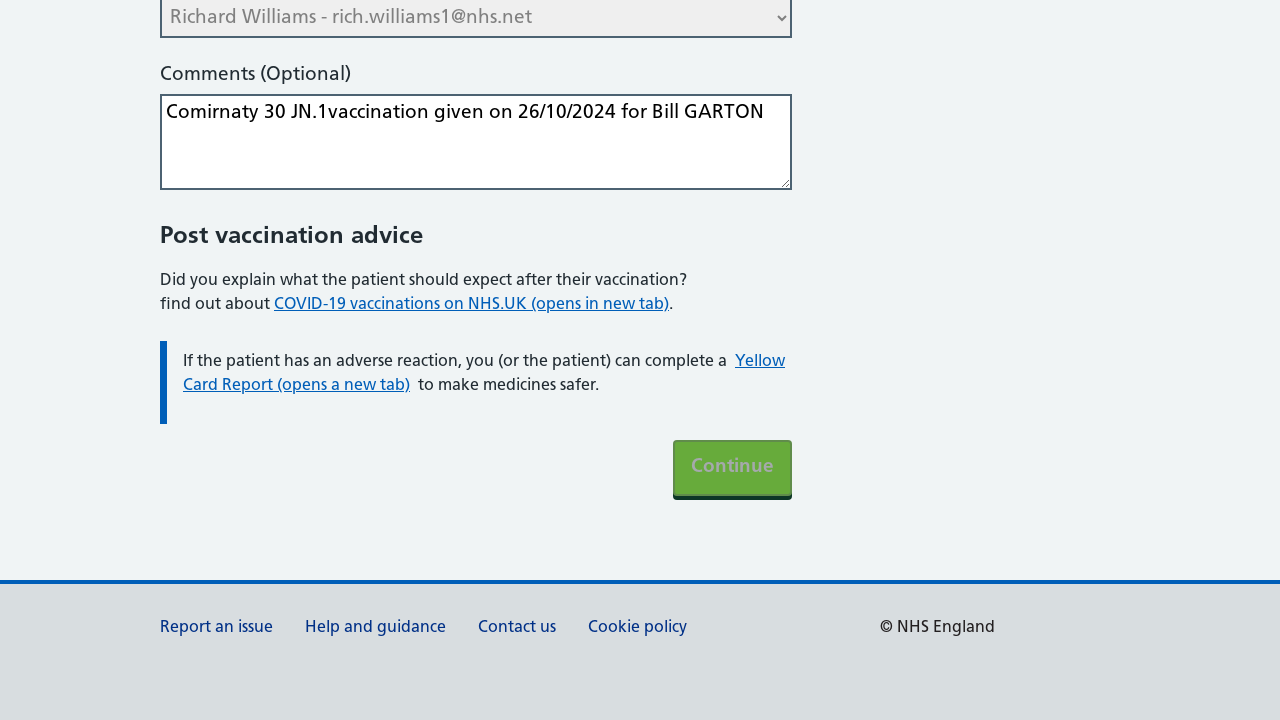 Richard Williams - rich.williams1@nhs.net
Comments (Optional)
Comirnaty 30 JN.1vaccination given on 26/10/2024 for Bill GARTON
Post vaccination advice
Did you explain what the patient should expect after their vaccination?
find out about COVID-19 vaccinations on NHS.UK (opens in new tab).
If the patient has an adverse reaction, you (or the patient) can complete a Yellow
Card Report (opens a new tab) to make medicines safer.
Continue
Report an issue Help and guidance Contact us Cookie policy © NHS England